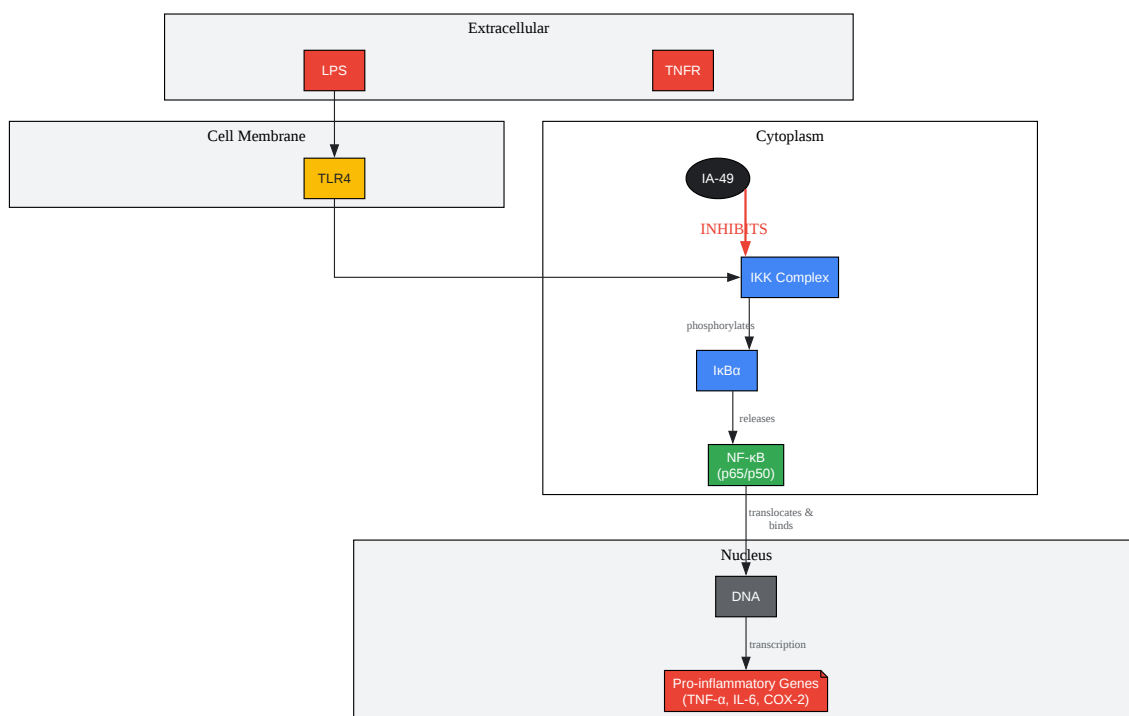 Extracellular
LPS
TNFR
Cell Membrane
TLR4
Cytoplasm
IA-49
INHIBITS
IKK Complex
phosphorylates
IκBα
releases
NF-κB
(p65/p50)
translocates &
binds
Nucleus
DNA
transcription
Pro-inflammatory Genes
(TNF-α, IL-6, COX-2)